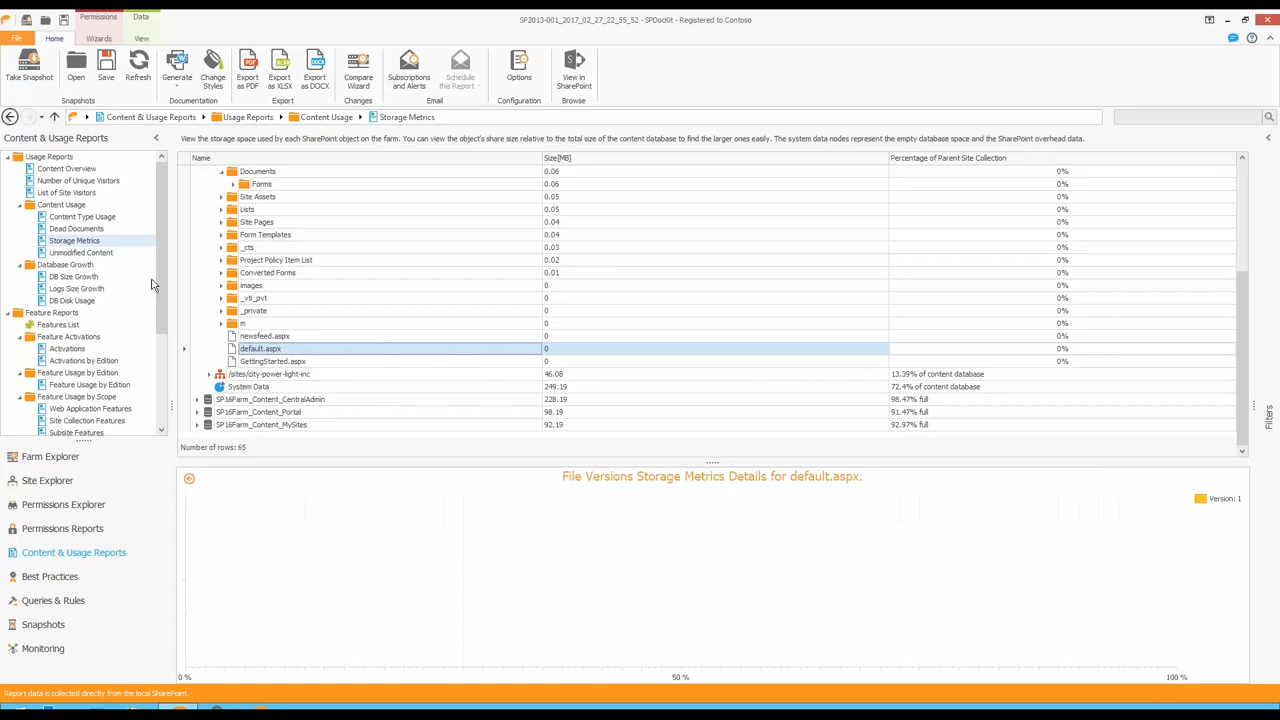 Permissions Data SP2013-001_2017_02_27_22_55_52 - SPDocKit - Registered to Contoso
File Home Wizards View
Take Snapshot Open Save Refresh Generate Change Styles Export as PDF Export as XLSX Export as DOCX Compare Wizard Subscriptions and Alerts Schedule this Report Options View in SharePoint
Snapshots Documentation Export Changes Email Configuration Browse
Content & Usage Reports Usage Reports Content Usage Storage Metrics
Content & Usage Reports
View the storage space used by each SharePoint object on the farm. You can view the object's share size relative to the total size of the content database to find the larger ones easily. The system data nodes represent the empty database space and the SharePoint overhead data.
Usage Reports
Content Overview
Number of Unique Visitors
List of Site Visitors
Content Usage
Content Type Usage
Dead Documents
Storage Metrics
Unmodified Content
Database Growth
DB Size Growth
Logs Size Growth
DB Disk Usage
Feature Reports
Features List
Feature Activations
Activations
Activations by Edition
Feature Usage by Edition
Feature Usage by Edition
Feature Usage by Scope
Web Application Features
Site Collection Features
Subsite Features
Farm Explorer
Site Explorer
Permissions Explorer
Permissions Reports
Content & Usage Reports
Best Practices
Queries & Rules
Snapshots
Monitoring
Name Size[MB] Percentage of Parent Site Collection
Documents 0.06 0%
Forms 0.06 0%
Site Assets 0.05 0%
Lists 0.05 0%
Site Pages 0.04 0%
Form Templates 0.04 0%
_cts 0.03 0%
Project Policy Item List 0.02 0%
Converted Forms 0.01 0%
images 0 0%
_vti_pvt 0 0%
_private 0 0%
m 0 0%
newsfeed.aspx 0 0%
default.aspx 0 0%
GettingStarted.aspx 0 0%
/sites/city-power-light-inc 46.08 13.39% of content database
System Data 249.19 72.4% of content database
SP16Farm_Content_CentralAdmin 228.19 98.47% full
SP16Farm_Content_Portal 98.19 91.47% full
SP16Farm_Content_MySites 92.19 92.97% full
Number of rows: 65
Filters
File Versions Storage Metrics Details for default.aspx.
Version: 1
0 % 50 % 100 %
Report data is collected directly from the local SharePoint.